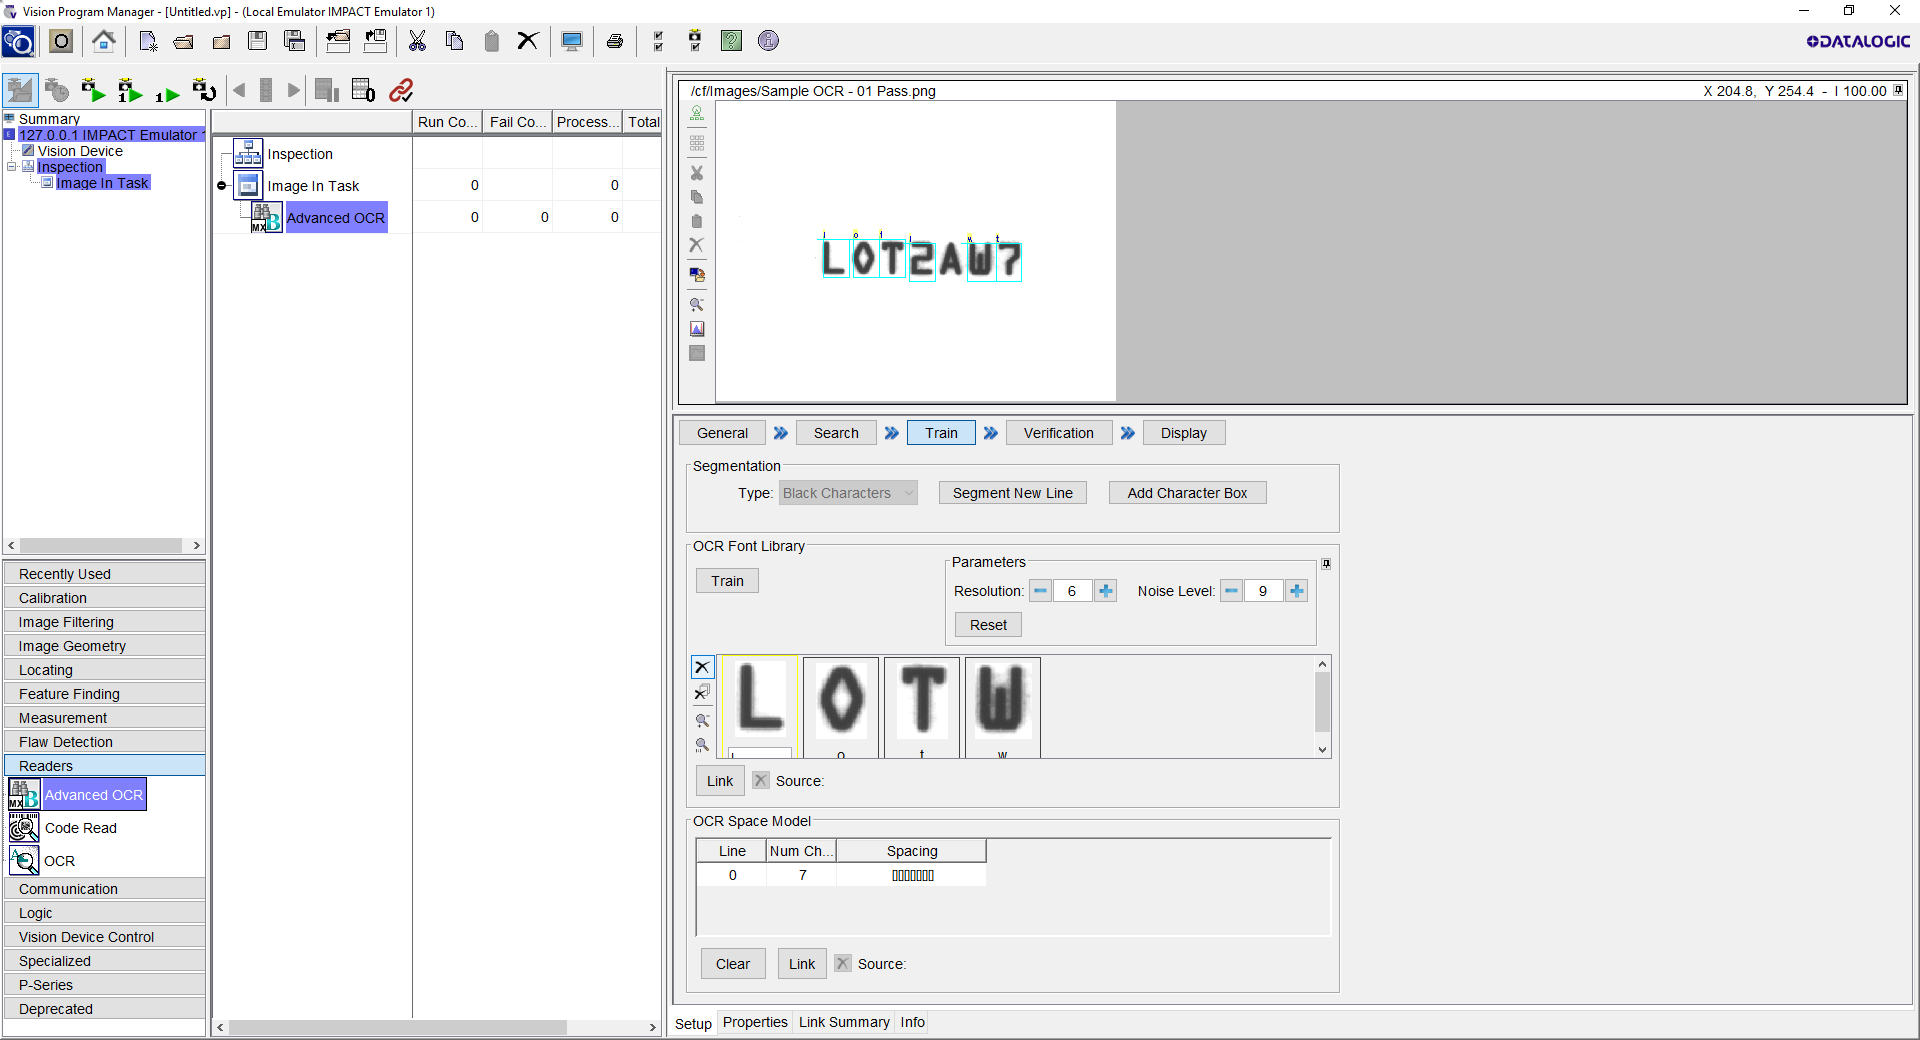 Vision Program Manager - [Untitled.vp] - (Local Emulator IMPACT Emulator 1)
DATALOGIC
Summary
127.0.0.1 IMPACT Emulator 1
Vision Device
Inspection
Image In Task
Run Co... Fail Co... Process... Total
Inspection
Image In Task 0 0
Advanced OCR 0 0 0
/cf/Images/Sample OCR - 01 Pass.png X 204.8, Y 254.4 - I 100.00
l o t w t
LOT2AW7
General Search Train Verification Display
Segmentation
Type: Black Characters Segment New Line Add Character Box
OCR Font Library
Train
Parameters
Resolution: 6 Noise Level: 9
Reset
L O T W
o t w
Link Source:
OCR Space Model
Line Num Ch... Spacing
0 7
Clear Link Source:
Setup Properties Link Summary Info
Recently Used
Calibration
Image Filtering
Image Geometry
Locating
Feature Finding
Measurement
Flaw Detection
Readers
Advanced OCR
Code Read
OCR
Communication
Logic
Vision Device Control
Specialized
P-Series
Deprecated